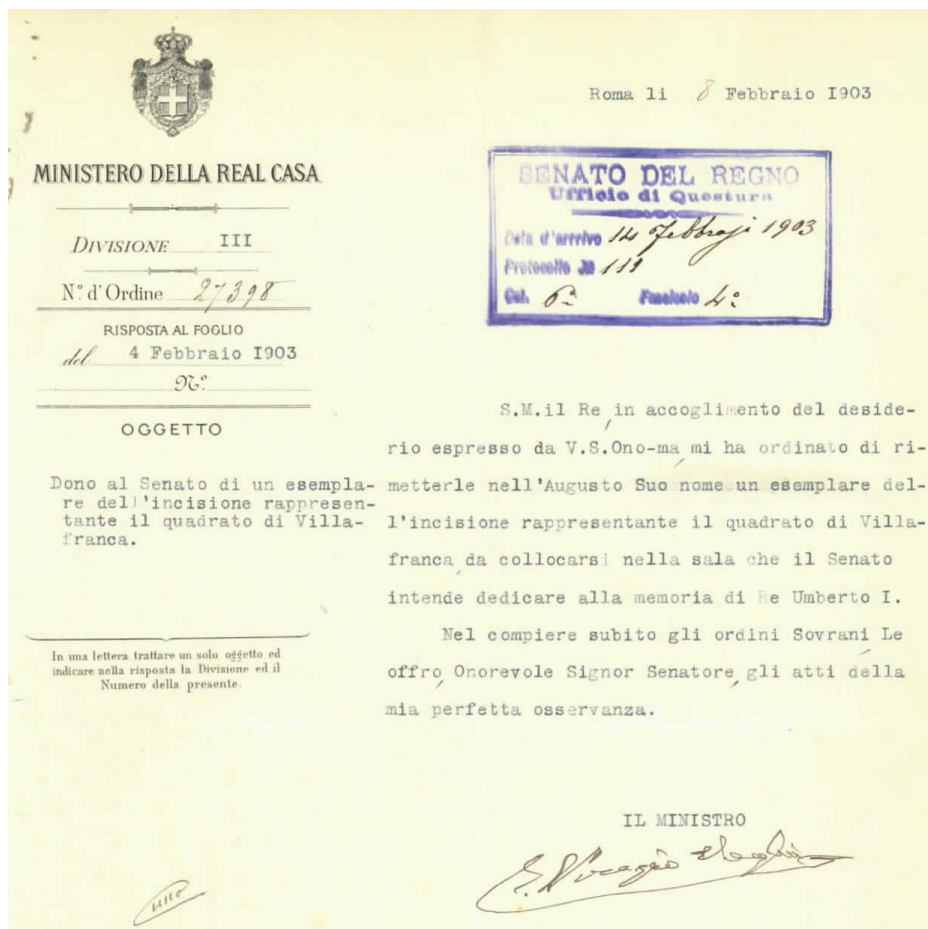 MINISTERO DELLA REAL CASA
DIVISIONE III
N.º d'Ordine 27398
RISPOSTA AL FOGLIO
del 4 Febbraio I903
N.º
OGGETTO
Dono al Senato di un esempla-
re dell'incisione rappresen-
tante il quadrato di Villa-
franca.
In una lettera trattare un solo oggetto ed
indicare nella risposta la Divisione ed il
Numero della presente.
Roma li 8 Febbraio I903
SENATO DEL REGNO
Ufficio di Questura
Data d'arrivo 14 febbrajo 1903
Protocollo № 119
Cat. 6ª Fascicolo 4º
S.M.il Re, in accoglimento del deside-
rio espresso da V.S.Ono-ma, mi ha ordinato di ri-
metterle nell'Augusto Suo nome un esemplare del-
l'incisione rappresentante il quadrato di Villa-
franca, da collocarsi nella sala che il Senato
intende dedicare alla memoria di Re Umberto I.
Nel compiere subito gli ordini Sovrani Le
offro, Onorevole Signor Senatore, gli atti della
mia perfetta osservanza.
IL MINISTRO